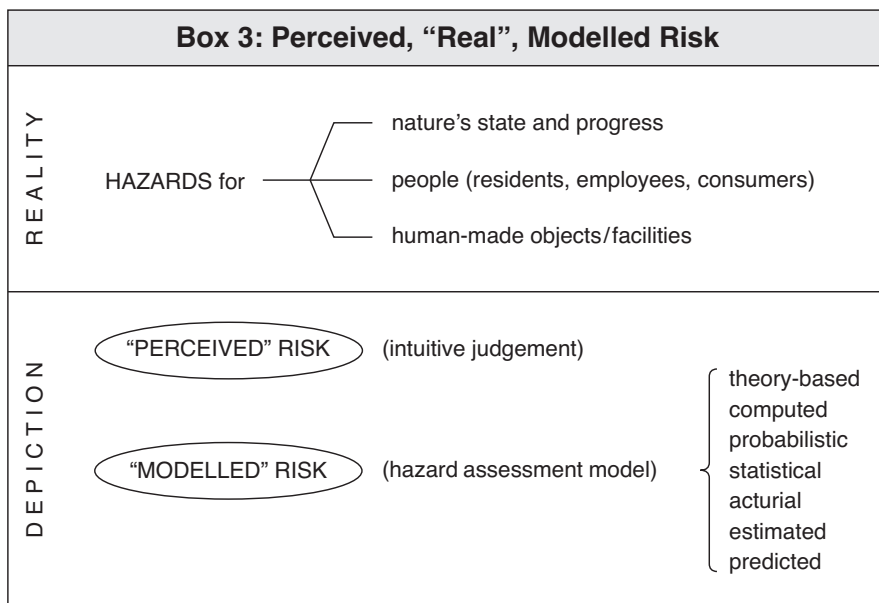 Box 3: Perceived, “Real”, Modelled Risk
REALITY
HAZARDS for
nature’s state and progress
people (residents, employees, consumers)
human-made objects/facilities
DEPICTION
“PERCEIVED” RISK (intuitive judgement)
“MODELLED” RISK (hazard assessment model)
theory-based
computed
probabilistic
statistical
acturial
estimated
predicted